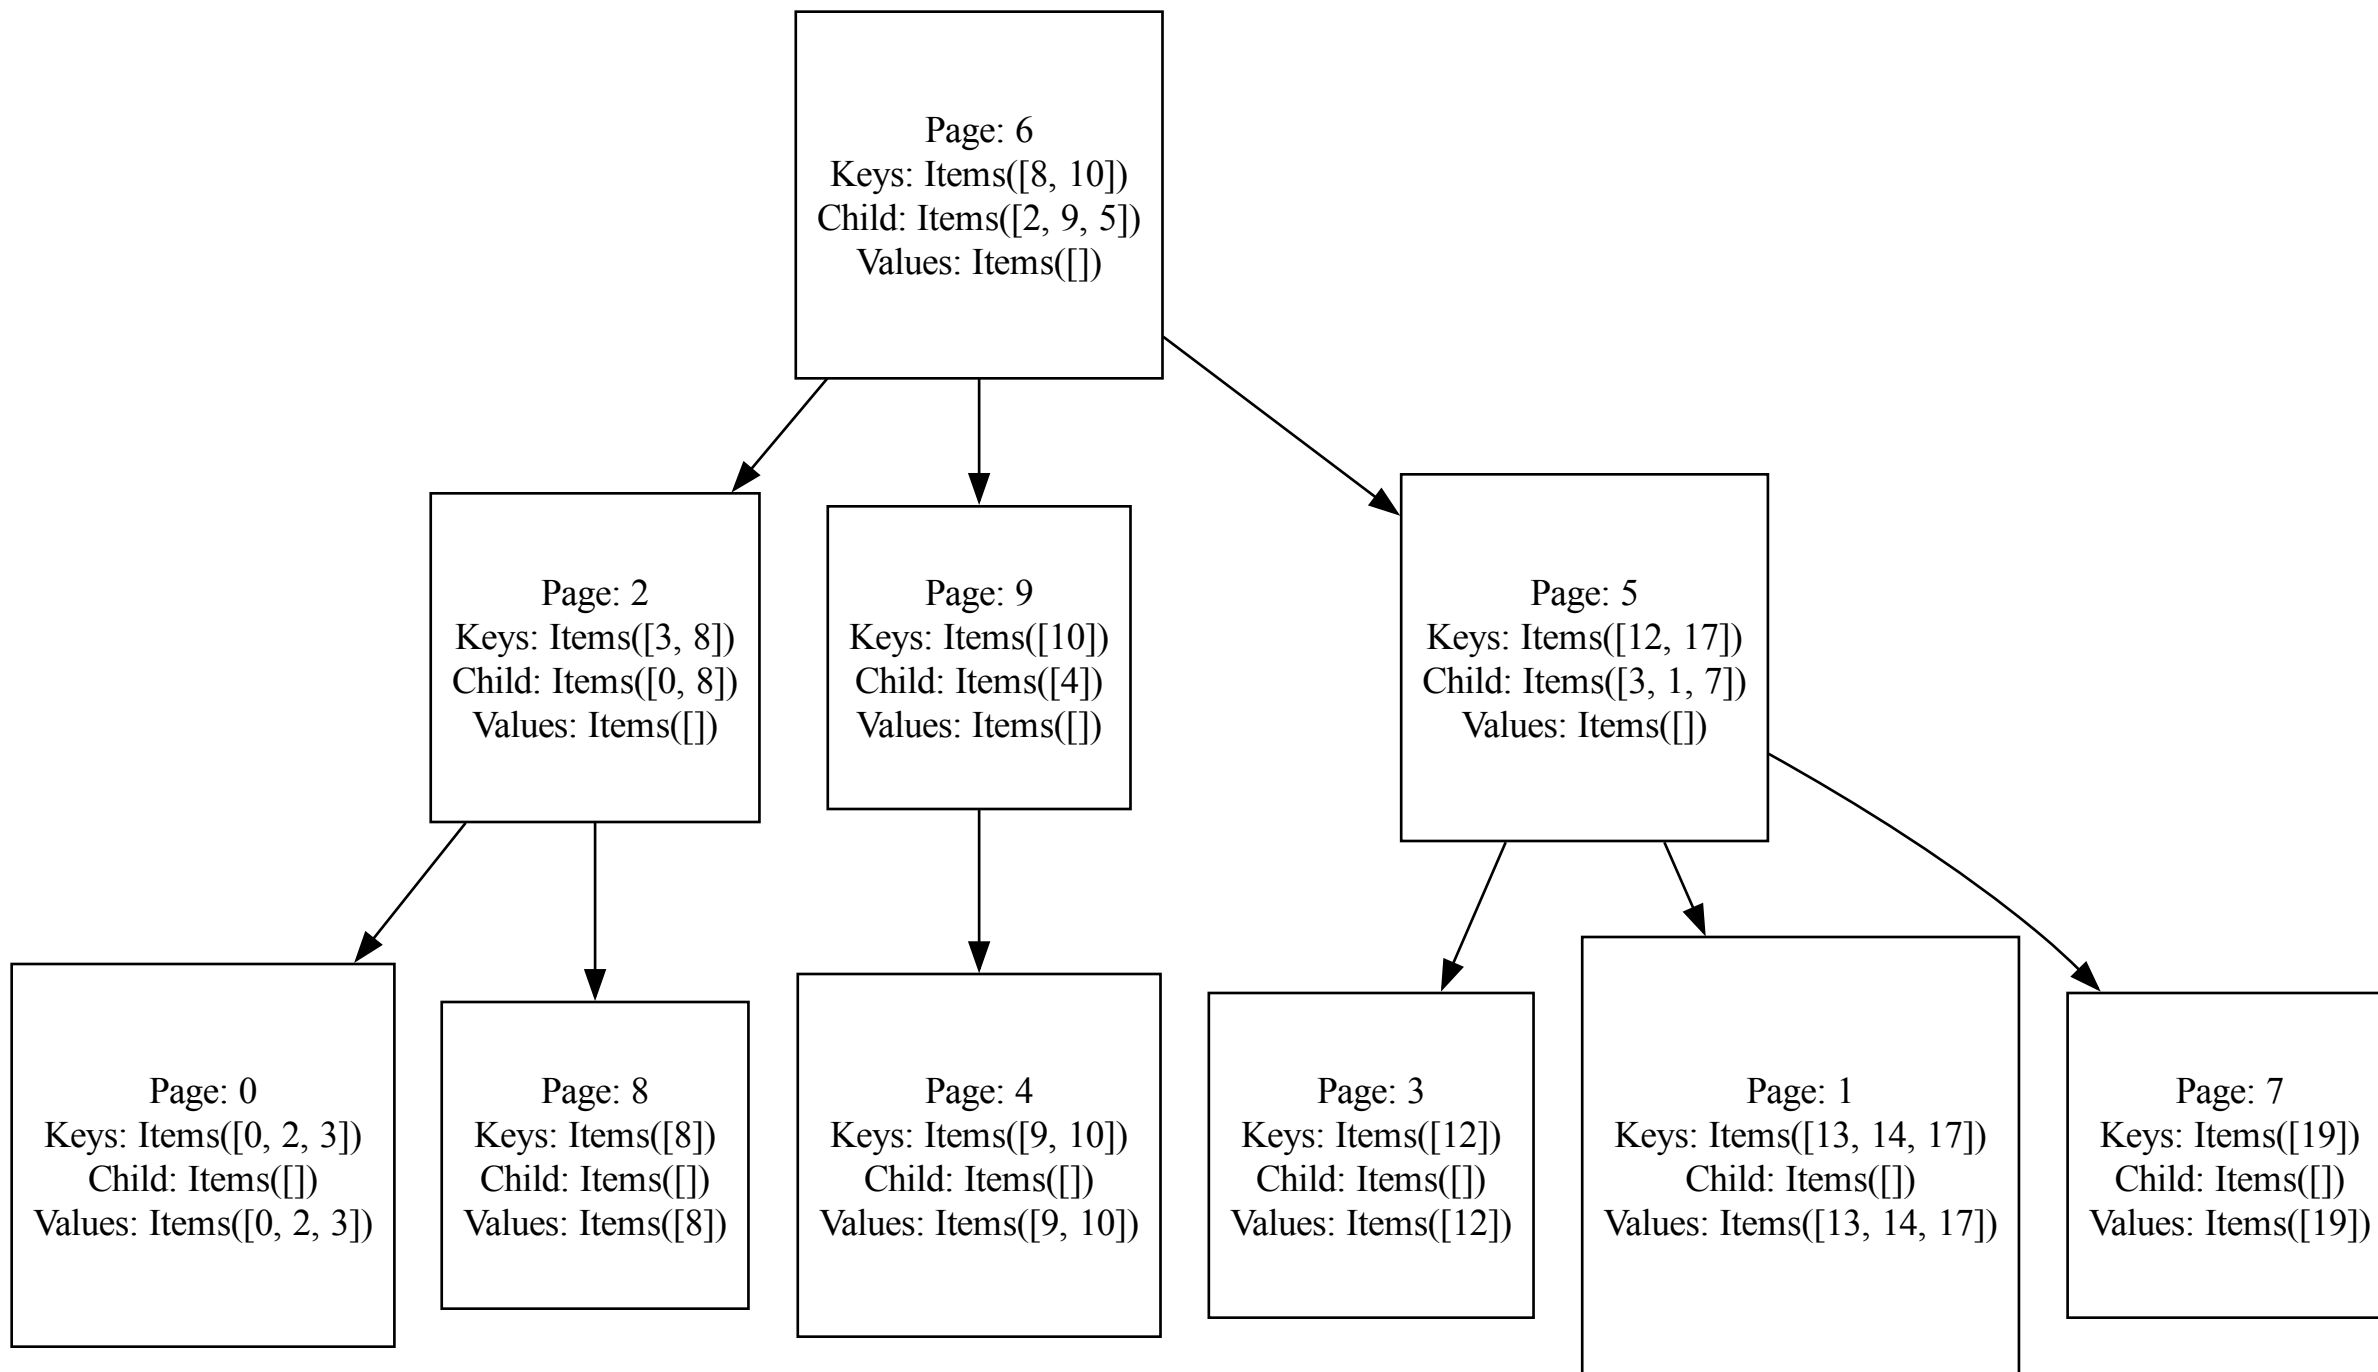 Page: 6
Keys: Items([8, 10])
Child: Items([2, 9, 5])
Values: Items([])
Page: 2
Keys: Items([3, 8])
Child: Items([0, 8])
Values: Items([])
Page: 9
Keys: Items([10])
Child: Items([4])
Values: Items([])
Page: 5
Keys: Items([12, 17])
Child: Items([3, 1, 7])
Values: Items([])
Page: 0
Keys: Items([0, 2, 3])
Child: Items([])
Values: Items([0, 2, 3])
Page: 8
Keys: Items([8])
Child: Items([])
Values: Items([8])
Page: 4
Keys: Items([9, 10])
Child: Items([])
Values: Items([9, 10])
Page: 3
Keys: Items([12])
Child: Items([])
Values: Items([12])
Page: 1
Keys: Items([13, 14, 17])
Child: Items([])
Values: Items([13, 14, 17])
Page: 7
Keys: Items([19])
Child: Items([])
Values: Items([19])